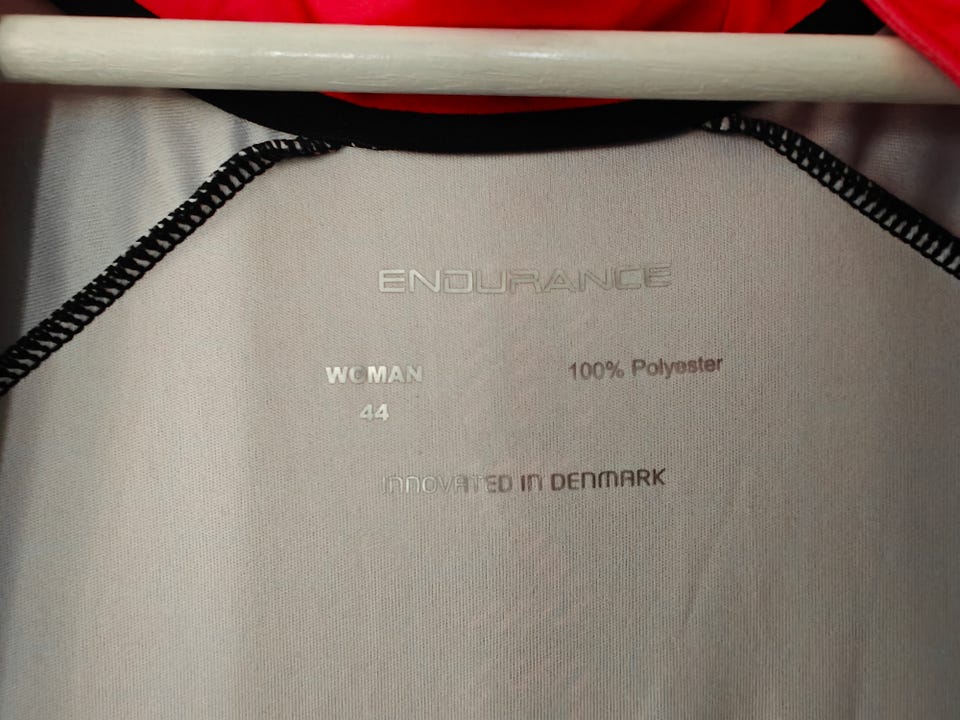 ENDURANCE
WOMAN
44
100% Polyester
INNOVATED IN DENMARK